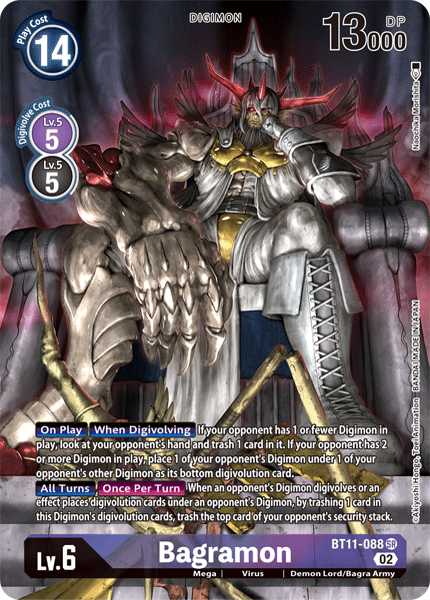 DIGIMON
Play Cost
14
13000 DP
Digivolve Cost
Lv.5
5
Lv.5
5
Naochika Morishita
©Akiyoshi Hongo, Toei Animation BANDAI MADE IN JAPAN
On Play When Digivolving If your opponent has 1 or fewer Digimon in
play, look at your opponent's hand and trash 1 card in it. If your opponent has 2
or more Digimon in play, place 1 of your opponent's Digimon under 1 of your
opponent's other Digimon as its bottom digivolution card.
All Turns Once Per Turn When an opponent's Digimon digivolves or an
effect places digivolution cards under an opponent's Digimon, by trashing 1 card in
this Digimon's digivolution cards, trash the top card of your opponent's security stack.
Lv.6
Bagramon
BT11-088 SR
02
Mega | Virus | Demon Lord/Bagra Army